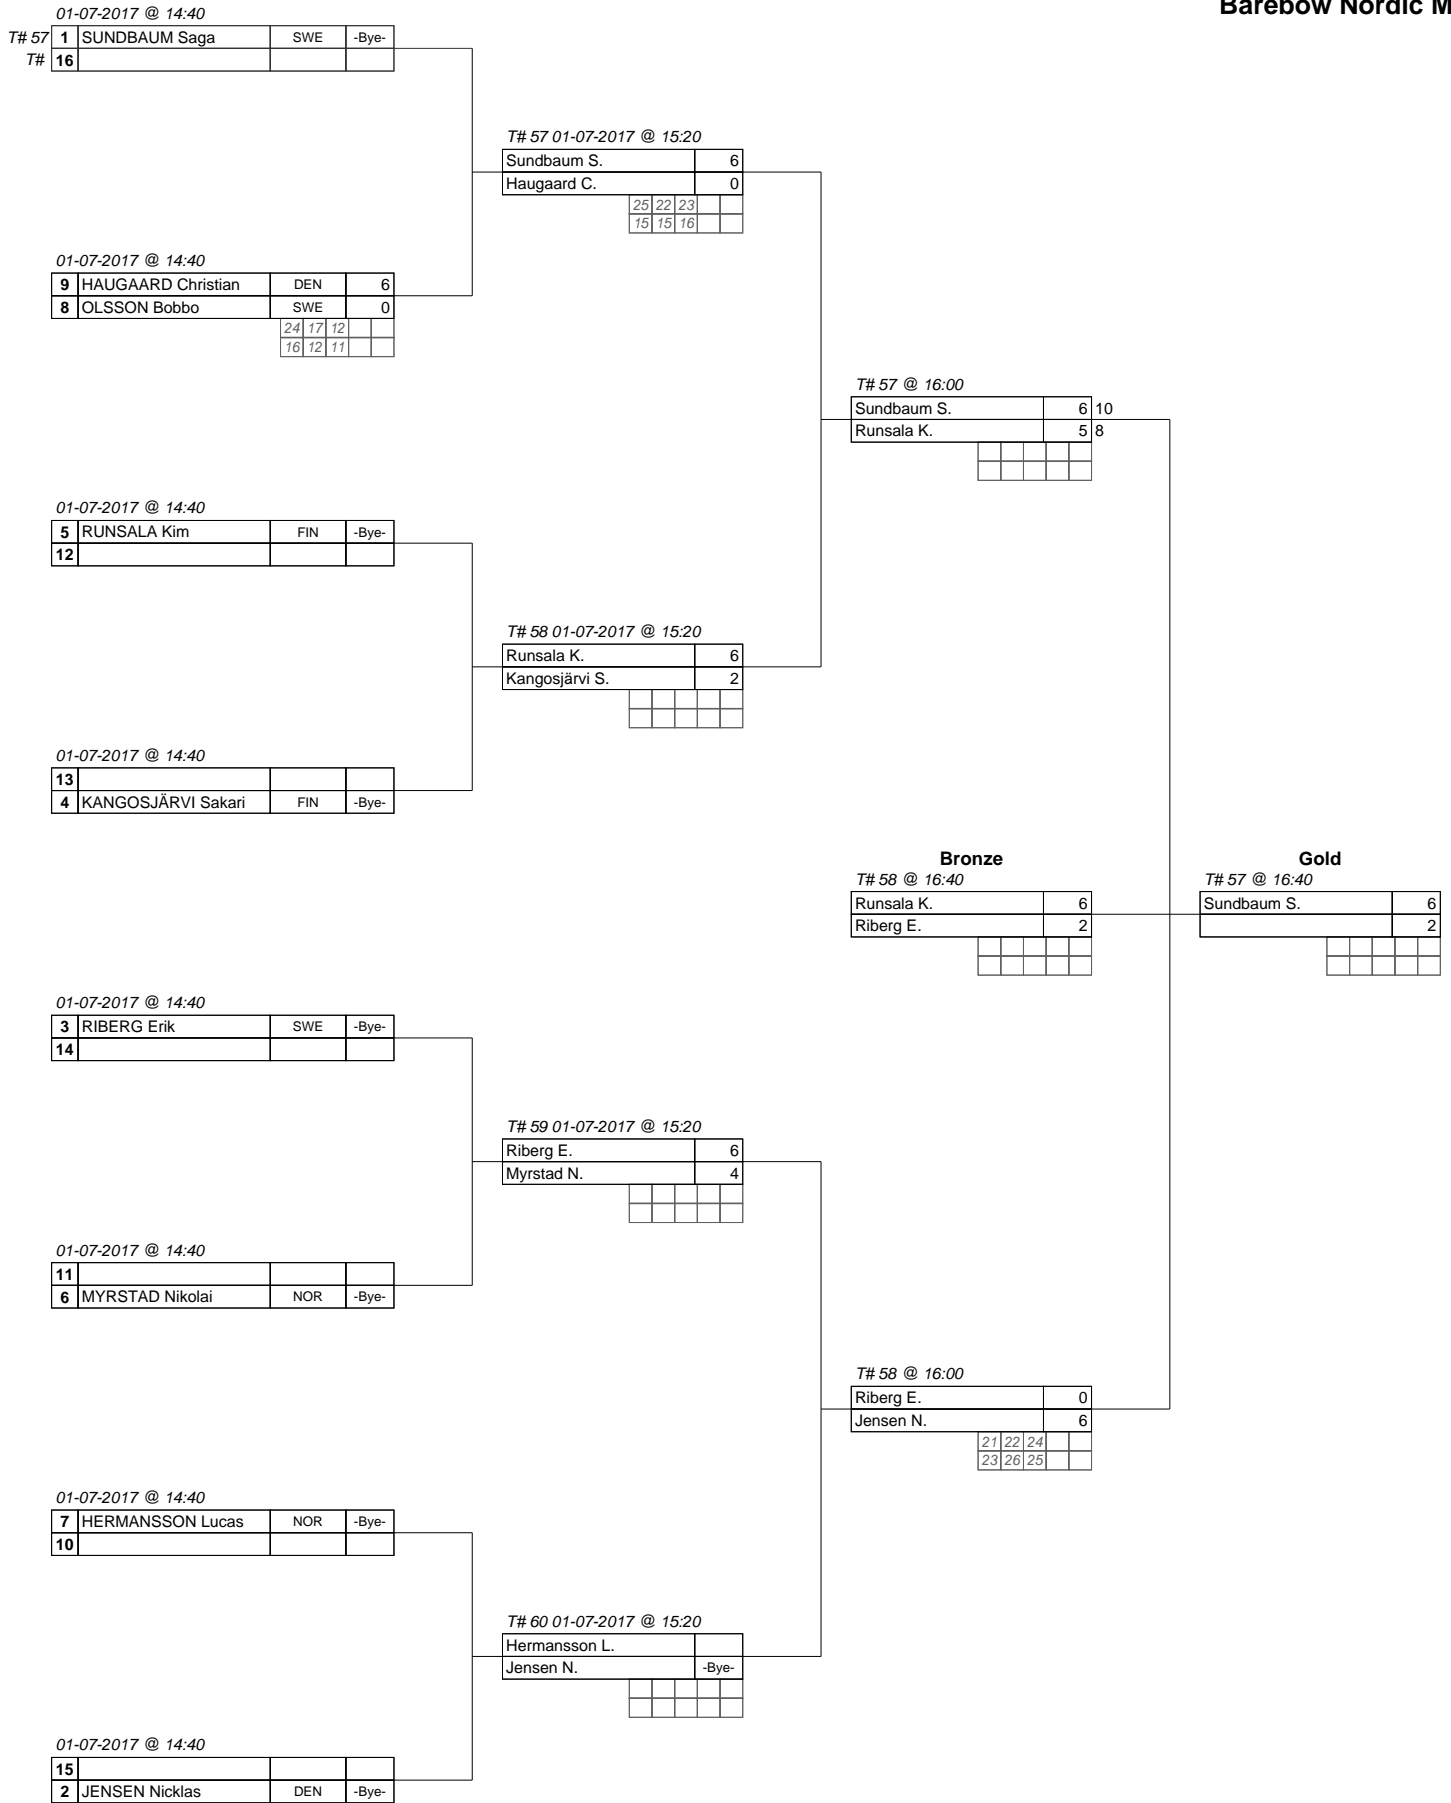 Barebow Nordic M
01-07-2017 @ 14:40
T# 57 1 SUNDBAUM Saga SWE -Bye-
T# 16
T# 57 01-07-2017 @ 15:20
Sundbaum S. 6
Haugaard C. 0
25 22 23
15 15 16
01-07-2017 @ 14:40
9 HAUGAARD Christian DEN 6
8 OLSSON Bobbo SWE 0
24 17 12
16 12 11
T# 57 @ 16:00
Sundbaum S. 6 10
Runsala K. 5 8
01-07-2017 @ 14:40
5 RUNSALA Kim FIN -Bye-
12
T# 58 01-07-2017 @ 15:20
Runsala K. 6
Kangosjärvi S. 2
01-07-2017 @ 14:40
13
4 KANGOSJÄRVI Sakari FIN -Bye-
Bronze
T# 58 @ 16:40
Runsala K. 6
Riberg E. 2
Gold
T# 57 @ 16:40
Sundbaum S. 6
2
01-07-2017 @ 14:40
3 RIBERG Erik SWE -Bye-
14
T# 59 01-07-2017 @ 15:20
Riberg E. 6
Myrstad N. 4
01-07-2017 @ 14:40
11
6 MYRSTAD Nikolai NOR -Bye-
T# 58 @ 16:00
Riberg E. 0
Jensen N. 6
21 22 24
23 26 25
01-07-2017 @ 14:40
7 HERMANSSON Lucas NOR -Bye-
10
T# 60 01-07-2017 @ 15:20
Hermansson L.
Jensen N. -Bye-
01-07-2017 @ 14:40
15
2 JENSEN Nicklas DEN -Bye-